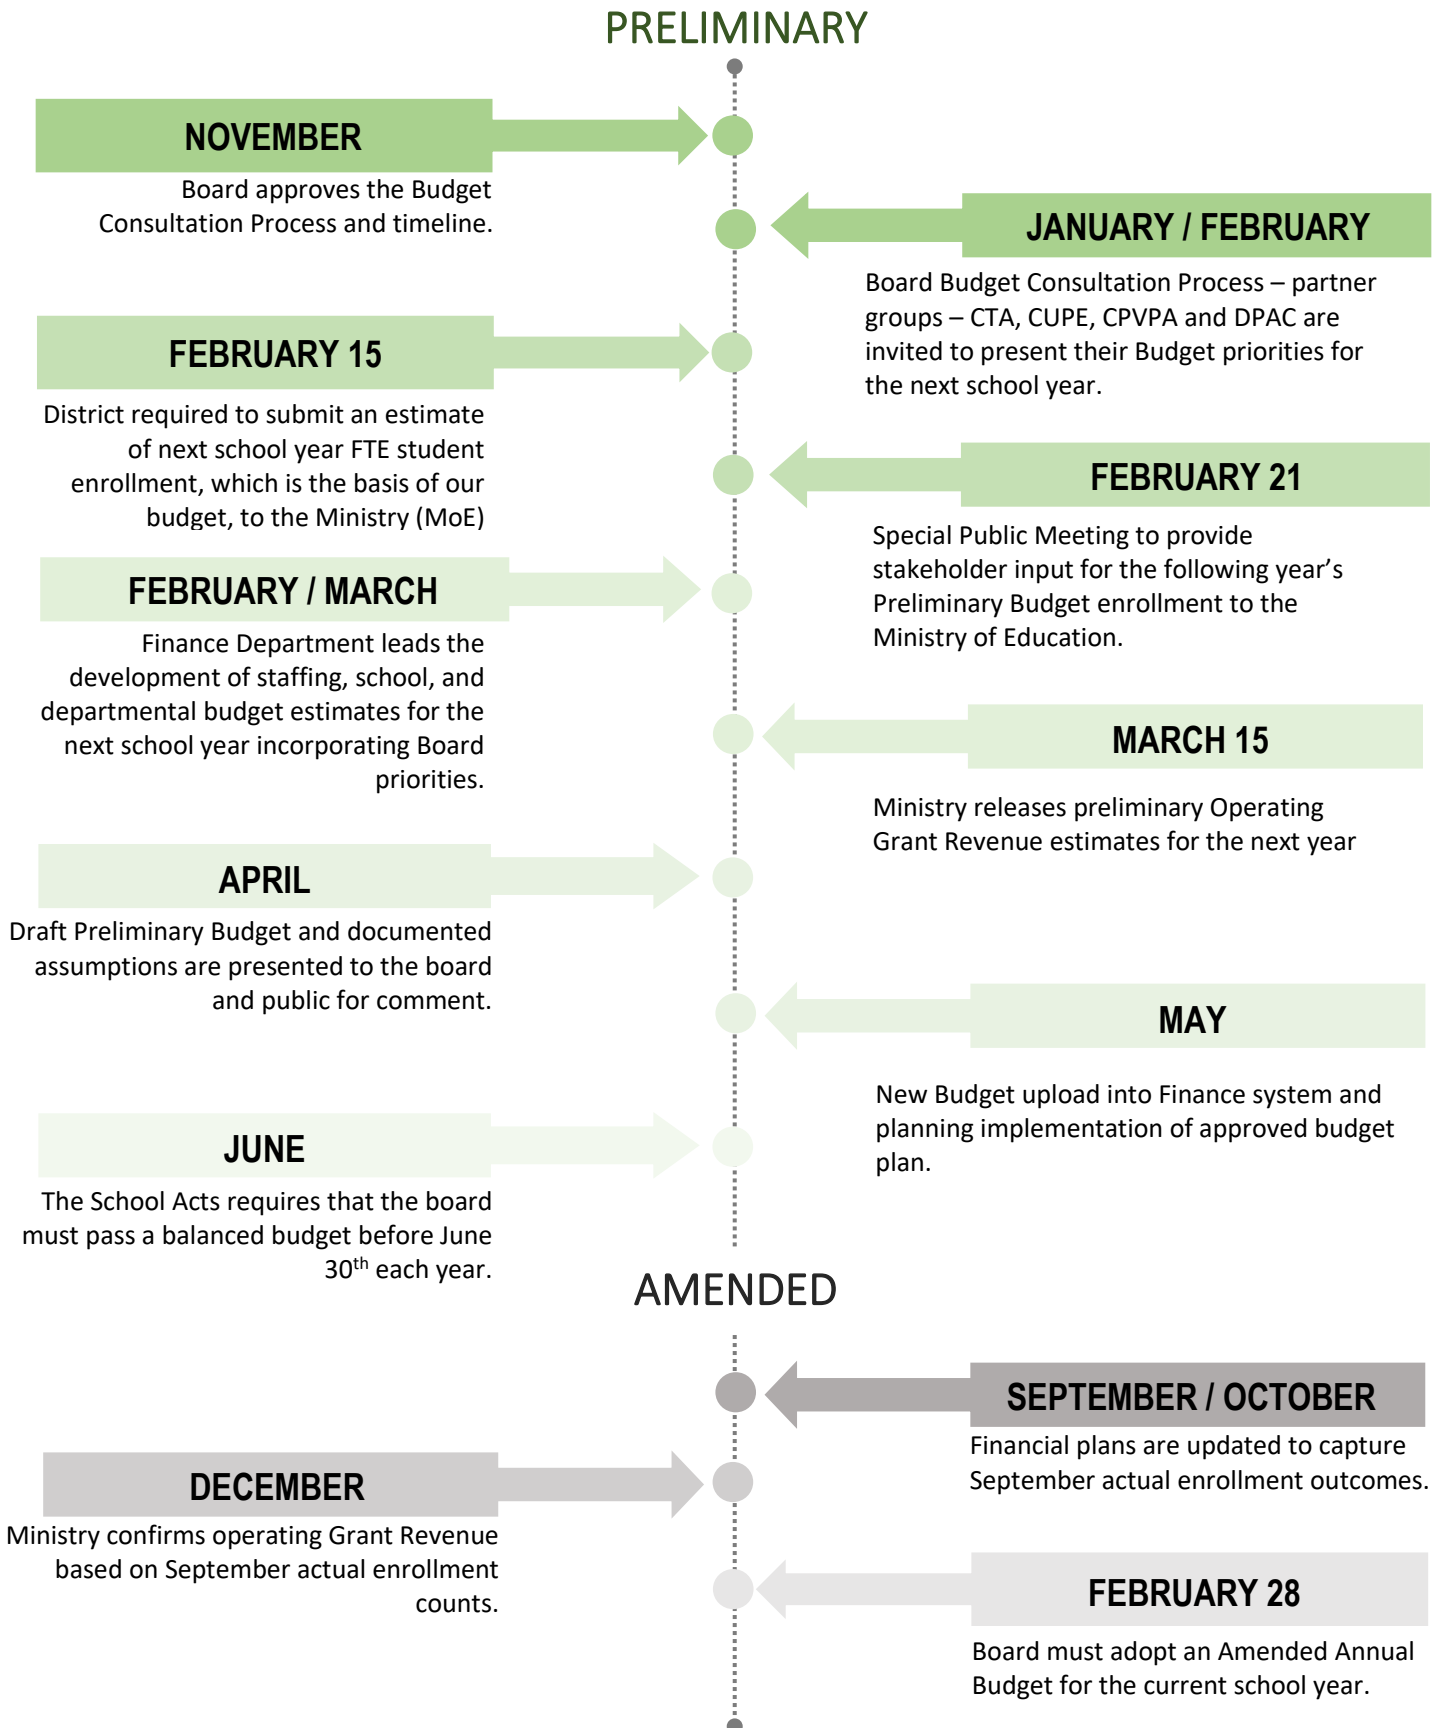 PRELIMINARY
NOVEMBER
Board approves the Budget
Consultation Process and timeline.
JANUARY / FEBRUARY
Board Budget Consultation Process – partner
groups – CTA, CUPE, CPVPA and DPAC are
invited to present their Budget priorities for
the next school year.
FEBRUARY 15
District required to submit an estimate
of next school year FTE student
enrollment, which is the basis of our
budget, to the Ministry (MoE)
FEBRUARY 21
Special Public Meeting to provide
stakeholder input for the following year’s
Preliminary Budget enrollment to the
Ministry of Education.
FEBRUARY / MARCH
Finance Department leads the
development of staffing, school, and
departmental budget estimates for the
next school year incorporating Board
priorities.
MARCH 15
Ministry releases preliminary Operating
Grant Revenue estimates for the next year
APRIL
Draft Preliminary Budget and documented
assumptions are presented to the board
and public for comment.
MAY
New Budget upload into Finance system and
planning implementation of approved budget
plan.
JUNE
The School Acts requires that the board
must pass a balanced budget before June
30th each year.
AMENDED
SEPTEMBER / OCTOBER
Financial plans are updated to capture
September actual enrollment outcomes.
DECEMBER
Ministry confirms operating Grant Revenue
based on September actual enrollment
counts.
FEBRUARY 28
Board must adopt an Amended Annual
Budget for the current school year.